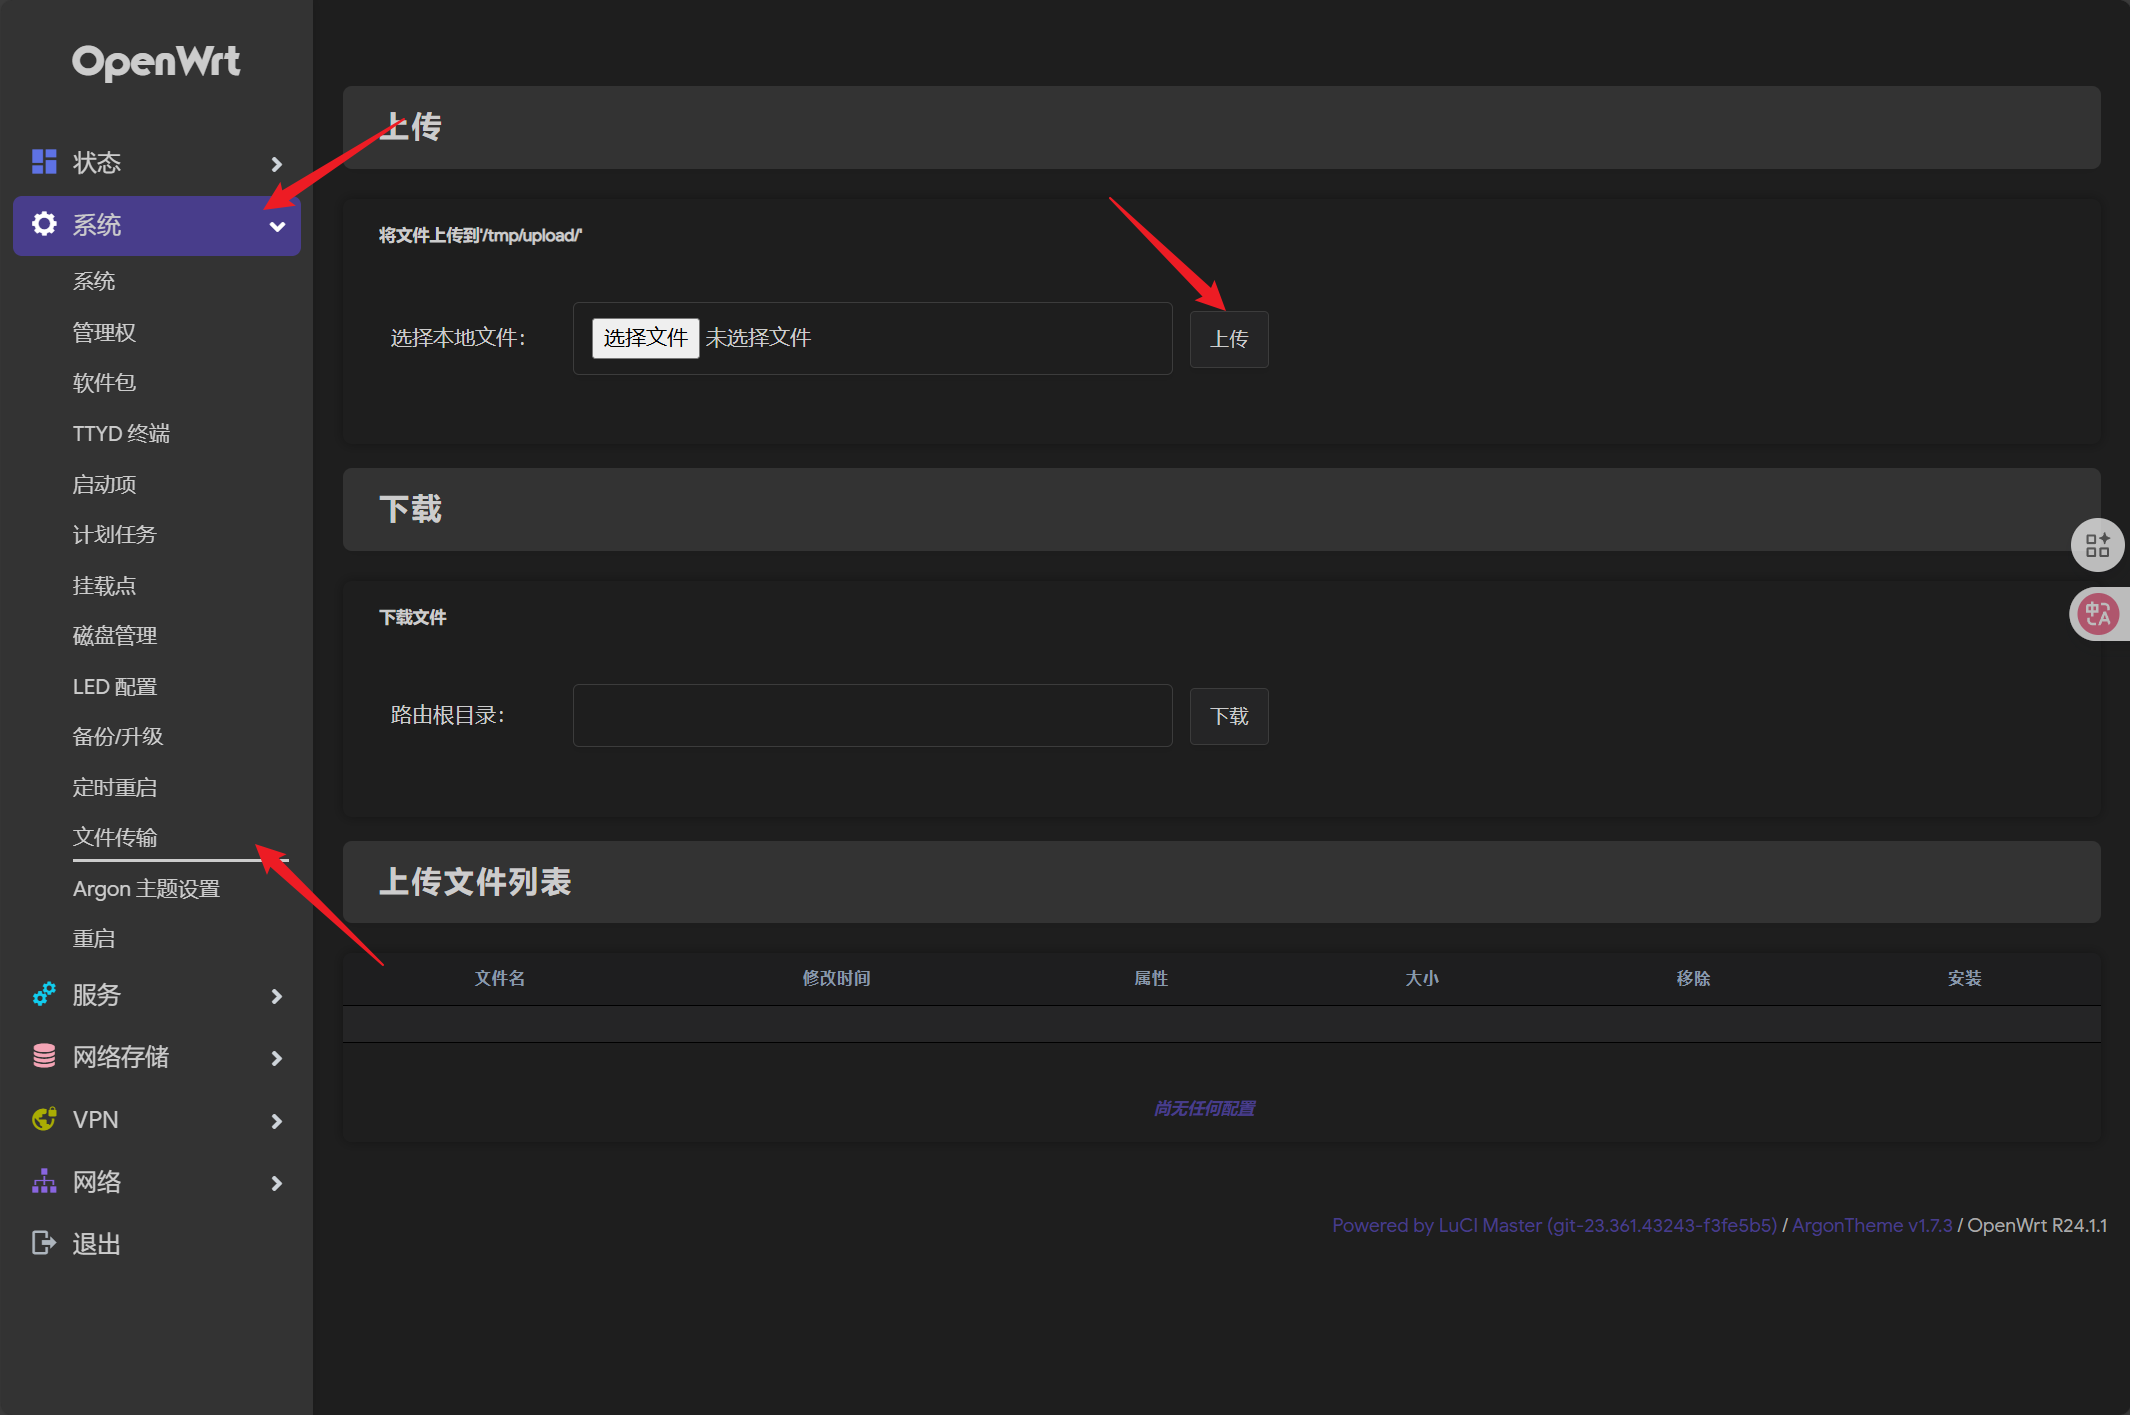 OpenWrt
状态
系统
系统
管理权
软件包
TTYD 终端
启动项
计划任务
挂载点
磁盘管理
LED 配置
备份/升级
定时重启
文件传输
Argon 主题设置
重启
服务
网络存储
VPN
网络
退出
上传
将文件上传到'/tmp/upload/'
选择本地文件：
选择文件 未选择文件
上传
下载
下载文件
路由根目录：
下载
上传文件列表
文件名 修改时间 属性 大小 移除 安装
尚无任何配置
Powered by LuCI Master (git-23.361.43243-f3fe5b5) / ArgonTheme v1.7.3 / OpenWrt R24.1.1
中 A